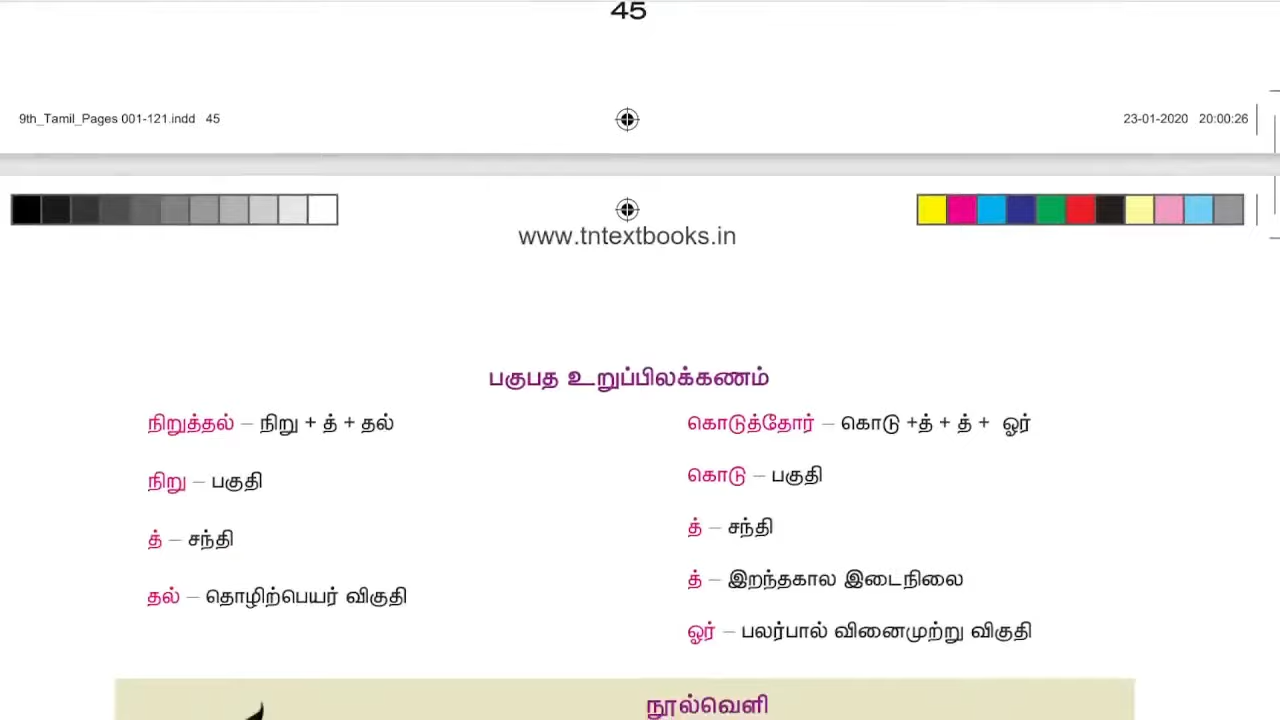 45
9th_Tamil_Pages 001-121.indd 45
23-01-2020 20:00:26
www.tntextbooks.in
பகுபத உறுப்பிலக்கணம்
நிறுத்தல் – நிறு + த் + தல்
நிறு – பகுதி
த் – சந்தி
தல் – தொழிற்பெயர் விகுதி
கொடுத்தோர் – கொடு +த் + த் + ஓர்
கொடு – பகுதி
த் – சந்தி
த் – இறந்தகால இடைநிலை
ஓர் – பலர்பால் வினைமுற்று விகுதி
நூல்வெளி